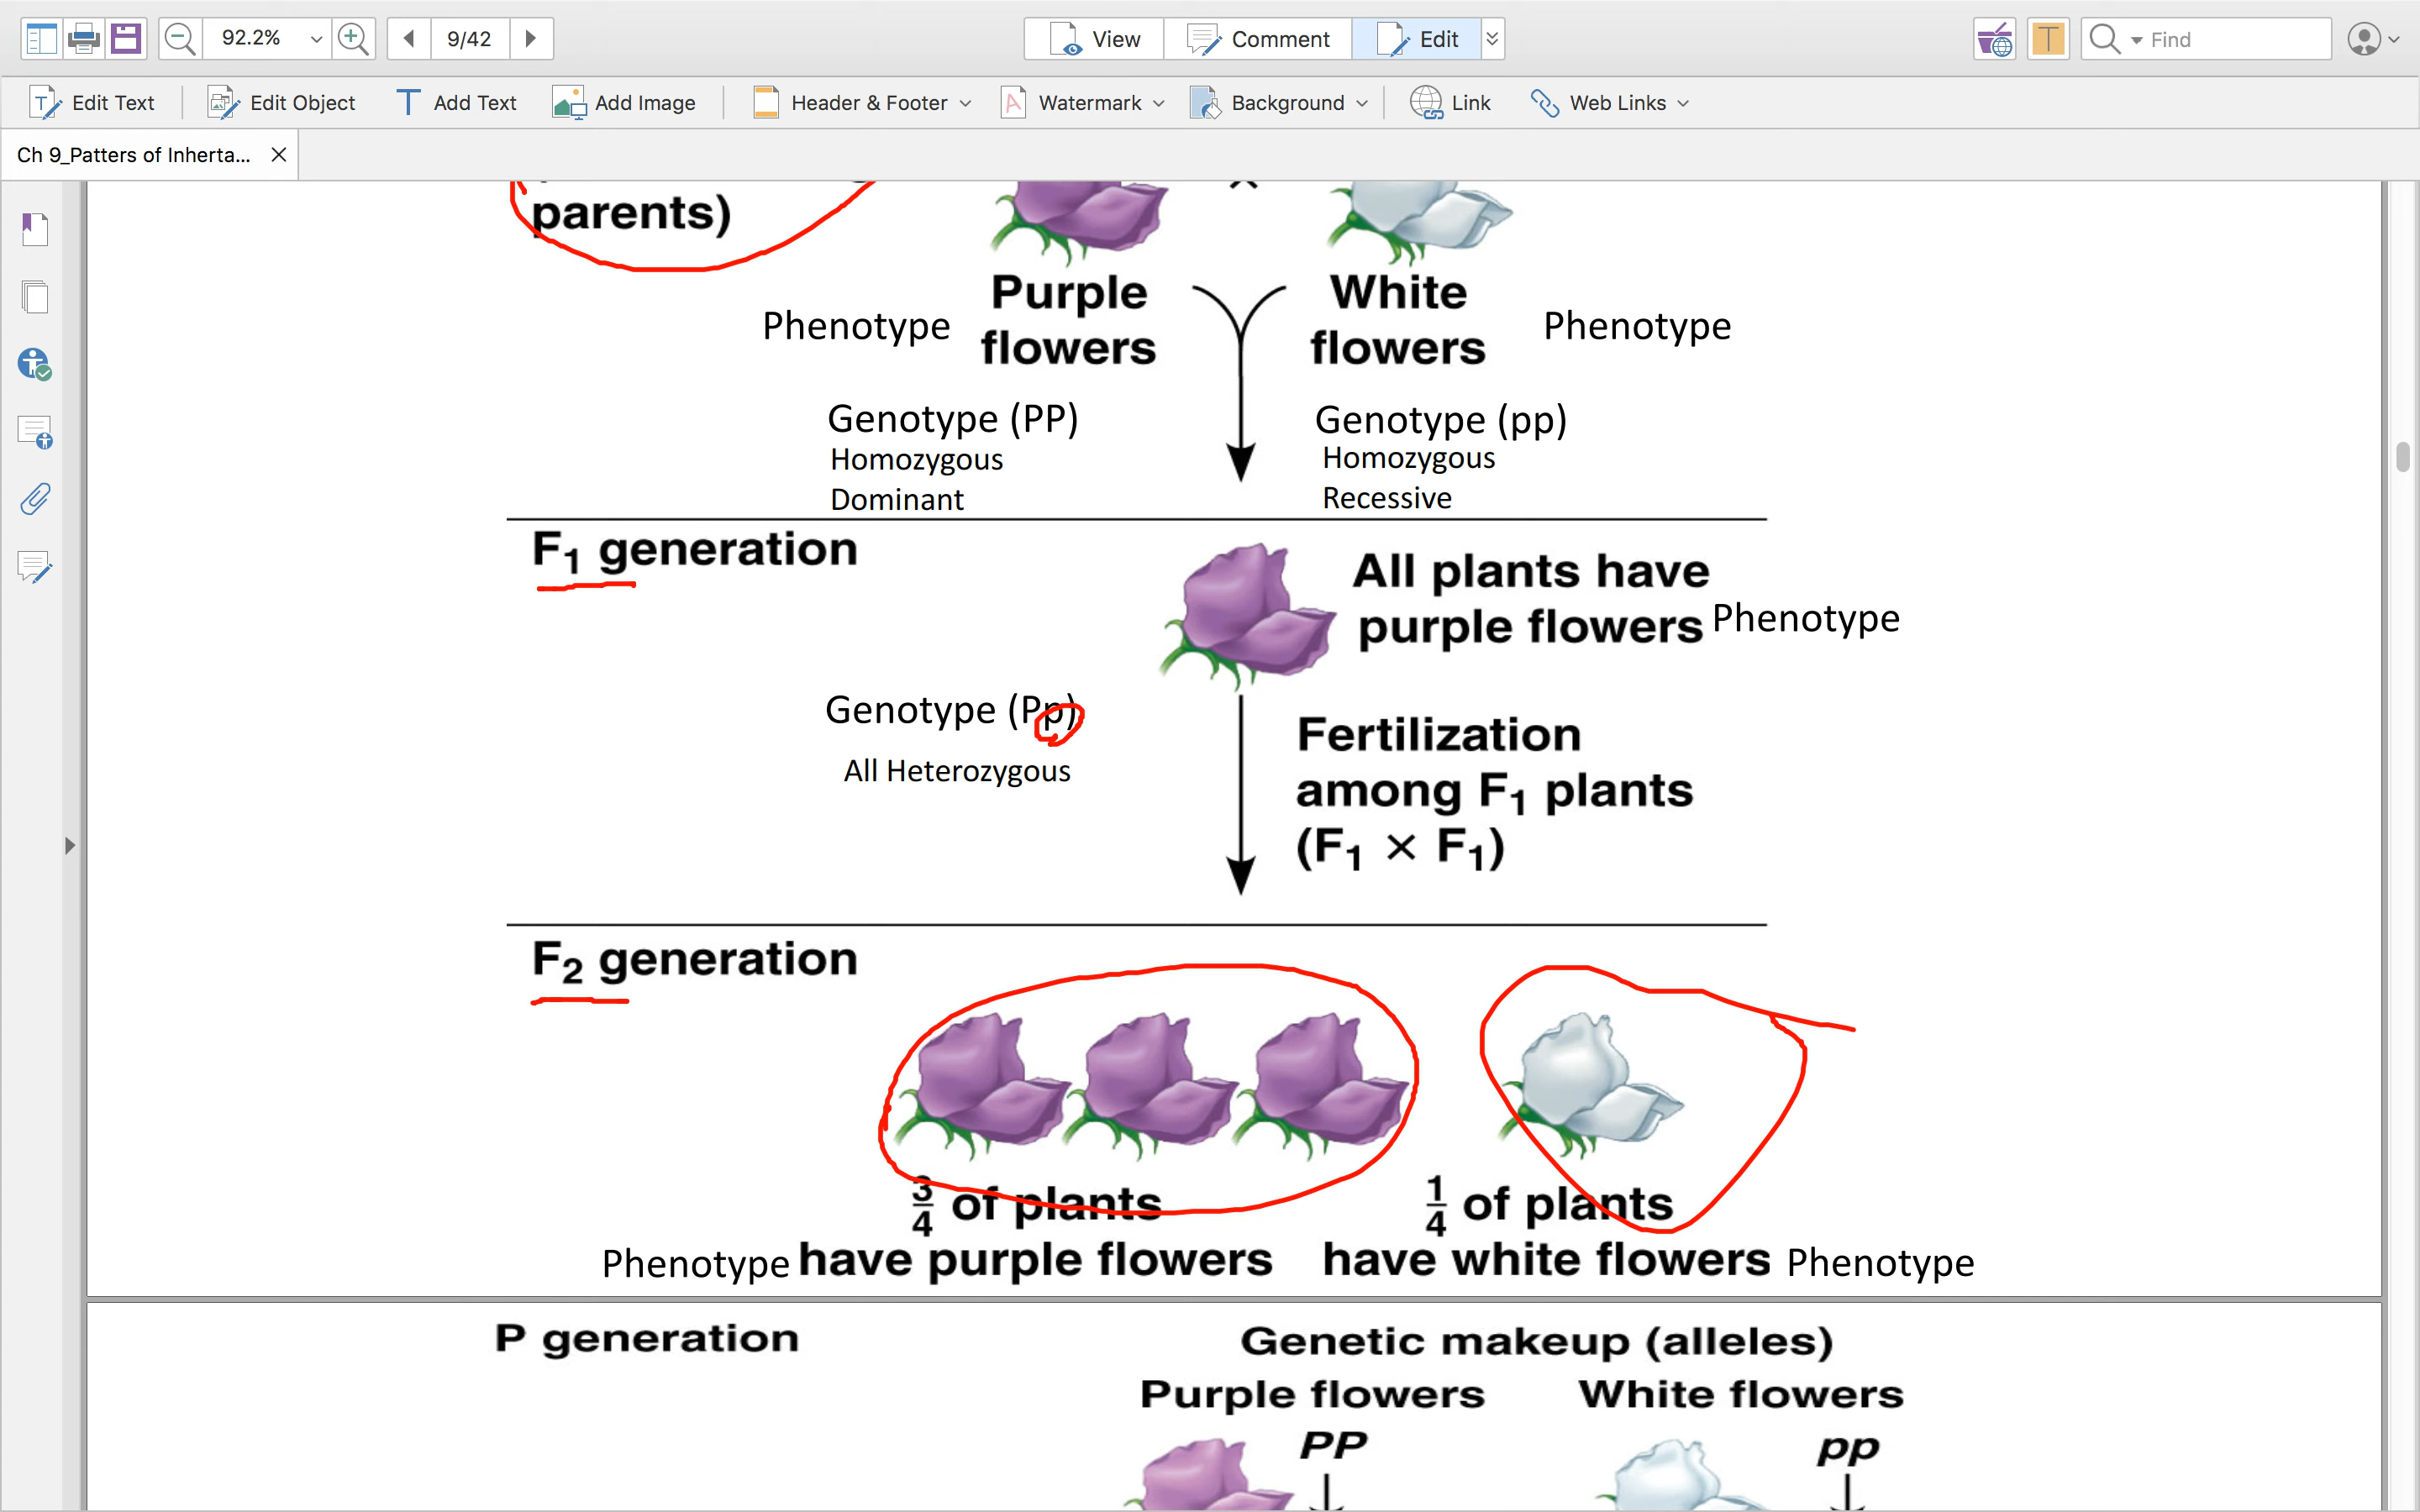 92.2%
9/42
View
Comment
Edit
Find
Edit Text
Edit Object
Add Text
Add Image
Header & Footer
Watermark
Background
Link
Web Links
Ch 9_Patters of Inherta...
parents)
×
Purple
flowers
White
flowers
Phenotype
Phenotype
Genotype (PP)
Homozygous
Dominant
Genotype (pp)
Homozygous
Recessive
F₁ generation
All plants have
purple flowers
Phenotype
Genotype (Pp)
All Heterozygous
Fertilization
among F₁ plants
(F₁ × F₁)
F₂ generation
3/4 of plants
have purple flowers
Phenotype
1/4 of plants
have white flowers
Phenotype
P generation
Genetic makeup (alleles)
Purple flowers
White flowers
PP
pp